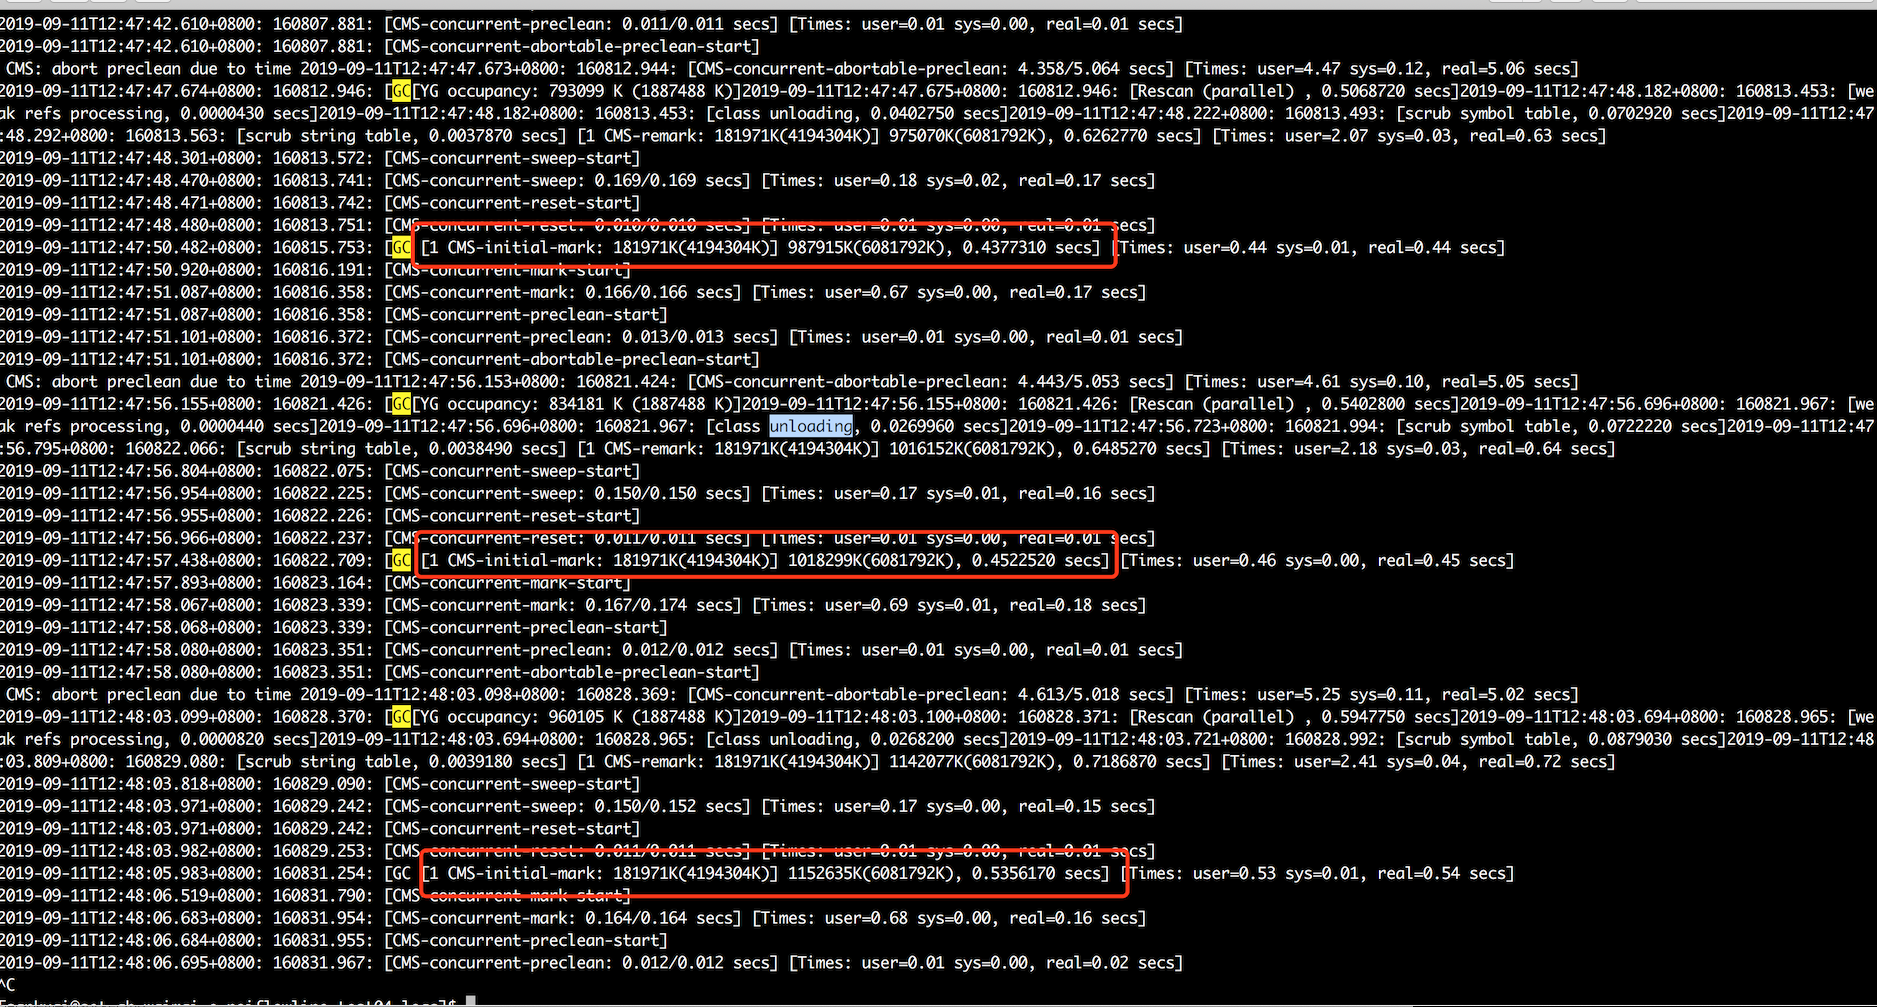 2019-09-11T12:47:42.610+0800: 160807.881: [CMS-concurrent-preclean: 0.011/0.011 secs] [Times: user=0.01 sys=0.00, real=0.01 secs]
2019-09-11T12:47:42.610+0800: 160807.881: [CMS-concurrent-abortable-preclean-start]
CMS: abort preclean due to time 2019-09-11T12:47:47.673+0800: 160812.944: [CMS-concurrent-abortable-preclean: 4.358/5.064 secs] [Times: user=4.47 sys=0.12, real=5.06 secs]
2019-09-11T12:47:47.674+0800: 160812.946: [GC[YG occupancy: 793099 K (1887488 K)]2019-09-11T12:47:47.675+0800: 160812.946: [Rescan (parallel) , 0.5068720 secs]2019-09-11T12:47:48.182+0800: 160813.453: [we
ak refs processing, 0.0000430 secs]2019-09-11T12:47:48.182+0800: 160813.453: [class unloading, 0.0402750 secs]2019-09-11T12:47:48.222+0800: 160813.493: [scrub symbol table, 0.0702920 secs]2019-09-11T12:47
:48.292+0800: 160813.563: [scrub string table, 0.0037870 secs] [1 CMS-remark: 181971K(4194304K)] 975070K(6081792K), 0.6262770 secs] [Times: user=2.07 sys=0.03, real=0.63 secs]
2019-09-11T12:47:48.301+0800: 160813.572: [CMS-concurrent-sweep-start]
2019-09-11T12:47:48.470+0800: 160813.741: [CMS-concurrent-sweep: 0.169/0.169 secs] [Times: user=0.18 sys=0.02, real=0.17 secs]
2019-09-11T12:47:48.471+0800: 160813.742: [CMS-concurrent-reset-start]
2019-09-11T12:47:48.480+0800: 160813.751: [CMS-concurrent-reset: 0.010/0.010 secs] [Times: user=0.01 sys=0.00, real=0.01 secs]
2019-09-11T12:47:50.482+0800: 160815.753: [GC [1 CMS-initial-mark: 181971K(4194304K)] 987915K(6081792K), 0.4377310 secs] [Times: user=0.44 sys=0.01, real=0.44 secs]
2019-09-11T12:47:50.920+0800: 160816.191: [CMS-concurrent-mark-start]
2019-09-11T12:47:51.087+0800: 160816.358: [CMS-concurrent-mark: 0.166/0.166 secs] [Times: user=0.67 sys=0.00, real=0.17 secs]
2019-09-11T12:47:51.087+0800: 160816.358: [CMS-concurrent-preclean-start]
2019-09-11T12:47:51.101+0800: 160816.372: [CMS-concurrent-preclean: 0.013/0.013 secs] [Times: user=0.01 sys=0.00, real=0.01 secs]
2019-09-11T12:47:51.101+0800: 160816.372: [CMS-concurrent-abortable-preclean-start]
CMS: abort preclean due to time 2019-09-11T12:47:56.153+0800: 160821.424: [CMS-concurrent-abortable-preclean: 4.443/5.053 secs] [Times: user=4.61 sys=0.10, real=5.05 secs]
2019-09-11T12:47:56.155+0800: 160821.426: [GC[YG occupancy: 834181 K (1887488 K)]2019-09-11T12:47:56.155+0800: 160821.426: [Rescan (parallel) , 0.5402800 secs]2019-09-11T12:47:56.696+0800: 160821.967: [we
ak refs processing, 0.0000440 secs]2019-09-11T12:47:56.696+0800: 160821.967: [class unloading, 0.0269960 secs]2019-09-11T12:47:56.723+0800: 160821.994: [scrub symbol table, 0.0722220 secs]2019-09-11T12:47
:56.795+0800: 160822.066: [scrub string table, 0.0038490 secs] [1 CMS-remark: 181971K(4194304K)] 1016152K(6081792K), 0.6485270 secs] [Times: user=2.18 sys=0.03, real=0.64 secs]
2019-09-11T12:47:56.804+0800: 160822.075: [CMS-concurrent-sweep-start]
2019-09-11T12:47:56.954+0800: 160822.225: [CMS-concurrent-sweep: 0.150/0.150 secs] [Times: user=0.17 sys=0.01, real=0.16 secs]
2019-09-11T12:47:56.955+0800: 160822.226: [CMS-concurrent-reset-start]
2019-09-11T12:47:56.966+0800: 160822.237: [CMS-concurrent-reset: 0.011/0.011 secs] [Times: user=0.01 sys=0.00, real=0.01 secs]
2019-09-11T12:47:57.438+0800: 160822.709: [GC [1 CMS-initial-mark: 181971K(4194304K)] 1018299K(6081792K), 0.4522520 secs] [Times: user=0.46 sys=0.00, real=0.45 secs]
2019-09-11T12:47:57.893+0800: 160823.164: [CMS-concurrent-mark-start]
2019-09-11T12:47:58.067+0800: 160823.339: [CMS-concurrent-mark: 0.167/0.174 secs] [Times: user=0.69 sys=0.01, real=0.18 secs]
2019-09-11T12:47:58.068+0800: 160823.339: [CMS-concurrent-preclean-start]
2019-09-11T12:47:58.080+0800: 160823.351: [CMS-concurrent-preclean: 0.012/0.012 secs] [Times: user=0.01 sys=0.00, real=0.01 secs]
2019-09-11T12:47:58.080+0800: 160823.351: [CMS-concurrent-abortable-preclean-start]
CMS: abort preclean due to time 2019-09-11T12:48:03.098+0800: 160828.369: [CMS-concurrent-abortable-preclean: 4.613/5.018 secs] [Times: user=5.25 sys=0.11, real=5.02 secs]
2019-09-11T12:48:03.099+0800: 160828.370: [GC[YG occupancy: 960105 K (1887488 K)]2019-09-11T12:48:03.100+0800: 160828.371: [Rescan (parallel) , 0.5947750 secs]2019-09-11T12:48:03.694+0800: 160828.965: [we
ak refs processing, 0.0000820 secs]2019-09-11T12:48:03.694+0800: 160828.965: [class unloading, 0.0268200 secs]2019-09-11T12:48:03.721+0800: 160828.992: [scrub symbol table, 0.0879030 secs]2019-09-11T12:48
:03.809+0800: 160829.080: [scrub string table, 0.0039180 secs] [1 CMS-remark: 181971K(4194304K)] 1142077K(6081792K), 0.7186870 secs] [Times: user=2.41 sys=0.04, real=0.72 secs]
2019-09-11T12:48:03.818+0800: 160829.090: [CMS-concurrent-sweep-start]
2019-09-11T12:48:03.971+0800: 160829.242: [CMS-concurrent-sweep: 0.150/0.152 secs] [Times: user=0.17 sys=0.00, real=0.15 secs]
2019-09-11T12:48:03.971+0800: 160829.242: [CMS-concurrent-reset-start]
2019-09-11T12:48:03.982+0800: 160829.253: [CMS-concurrent-reset: 0.011/0.011 secs] [Times: user=0.01 sys=0.00, real=0.01 secs]
2019-09-11T12:48:05.983+0800: 160831.254: [GC [1 CMS-initial-mark: 181971K(4194304K)] 1152635K(6081792K), 0.5356170 secs] [Times: user=0.53 sys=0.01, real=0.54 secs]
2019-09-11T12:48:06.519+0800: 160831.790: [CMS-concurrent-mark-start]
2019-09-11T12:48:06.683+0800: 160831.954: [CMS-concurrent-mark: 0.164/0.164 secs] [Times: user=0.68 sys=0.00, real=0.16 secs]
2019-09-11T12:48:06.684+0800: 160831.955: [CMS-concurrent-preclean-start]
2019-09-11T12:48:06.695+0800: 160831.967: [CMS-concurrent-preclean: 0.012/0.012 secs] [Times: user=0.01 sys=0.00, real=0.02 secs]
^C